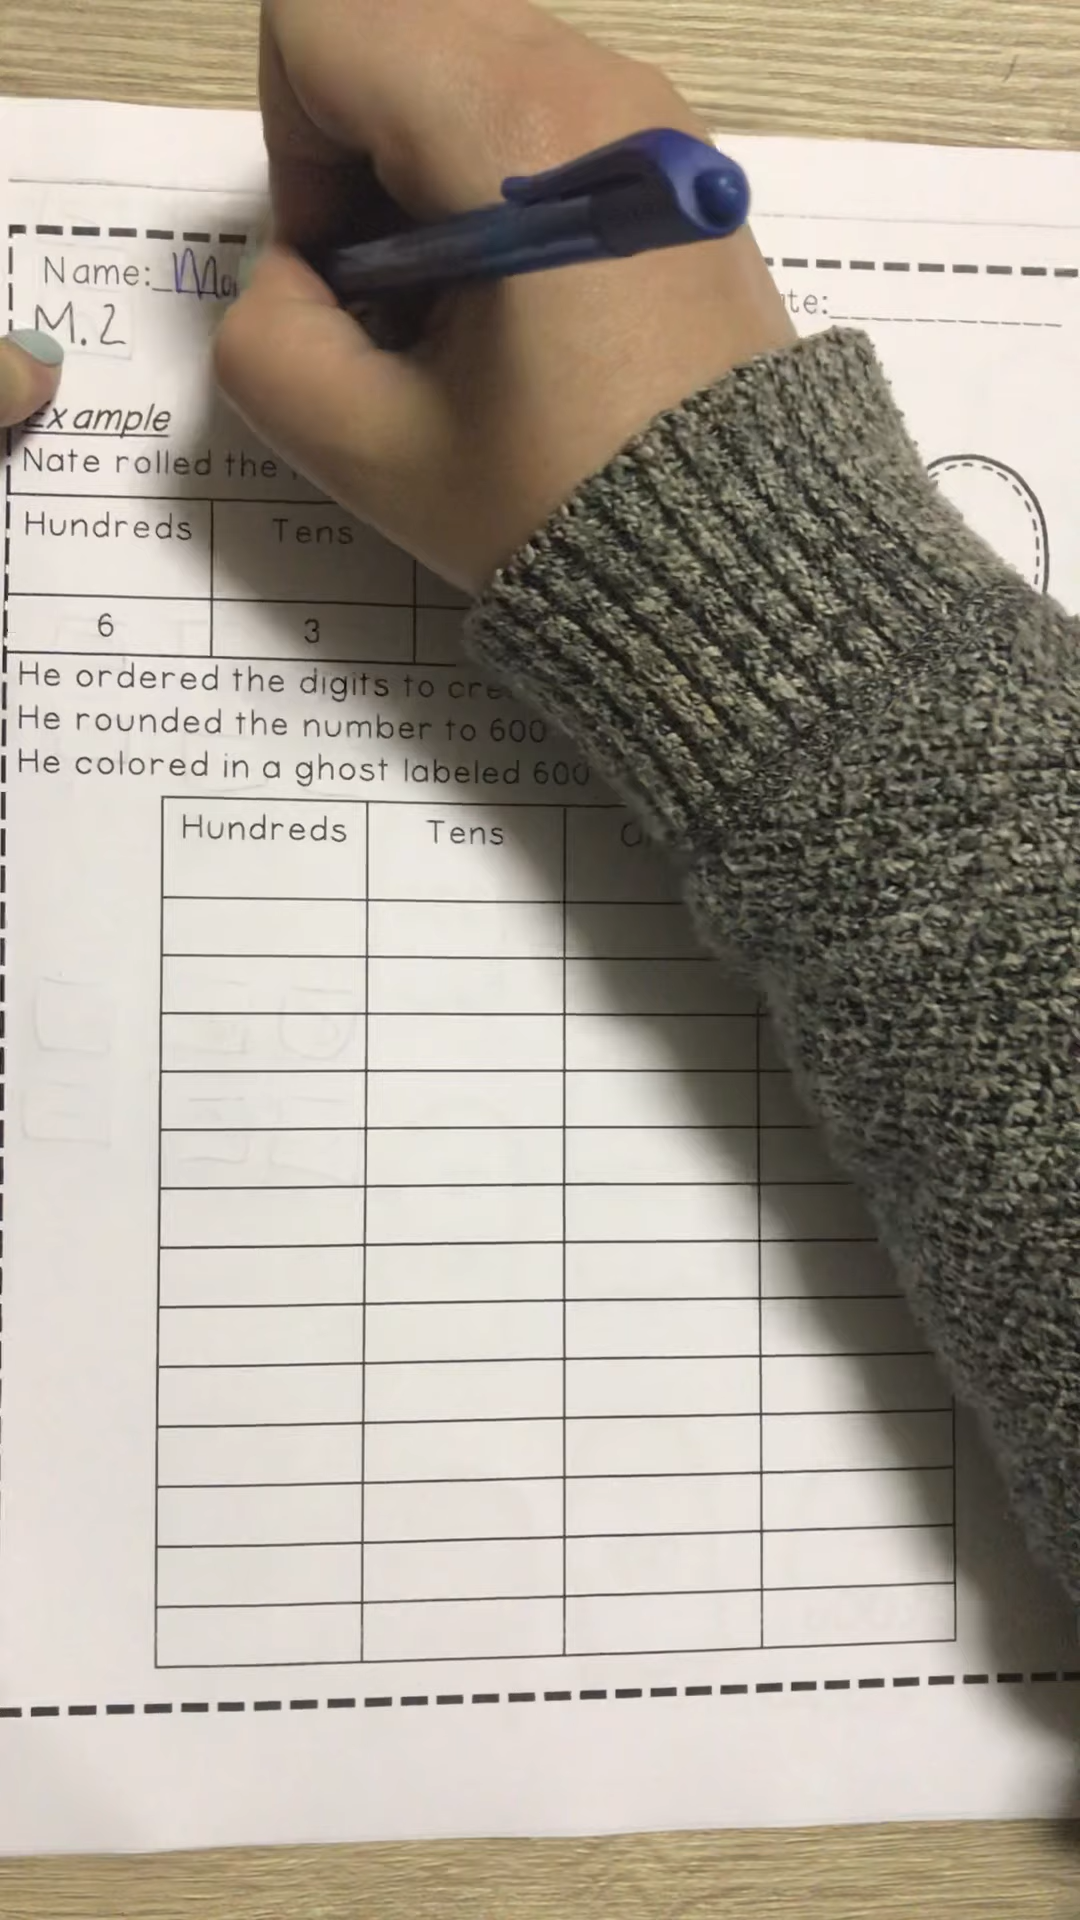 Name:
te:
M.2
Example
Nate rolled the
Hundreds Tens
6 3
He ordered the digits to cre
He rounded the number to 600
He colored in a ghost labeled 600
Hundreds Tens O